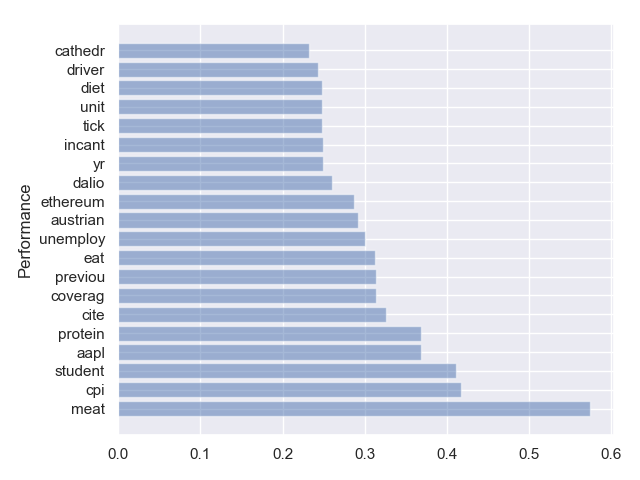 cathedr
driver
diet
unit
tick
incant
yr
dalio
ethereum
austrian
unemploy
eat
previou
coverag
cite
protein
aapl
student
cpi
meat
Performance
0.0 0.1 0.2 0.3 0.4 0.5 0.6